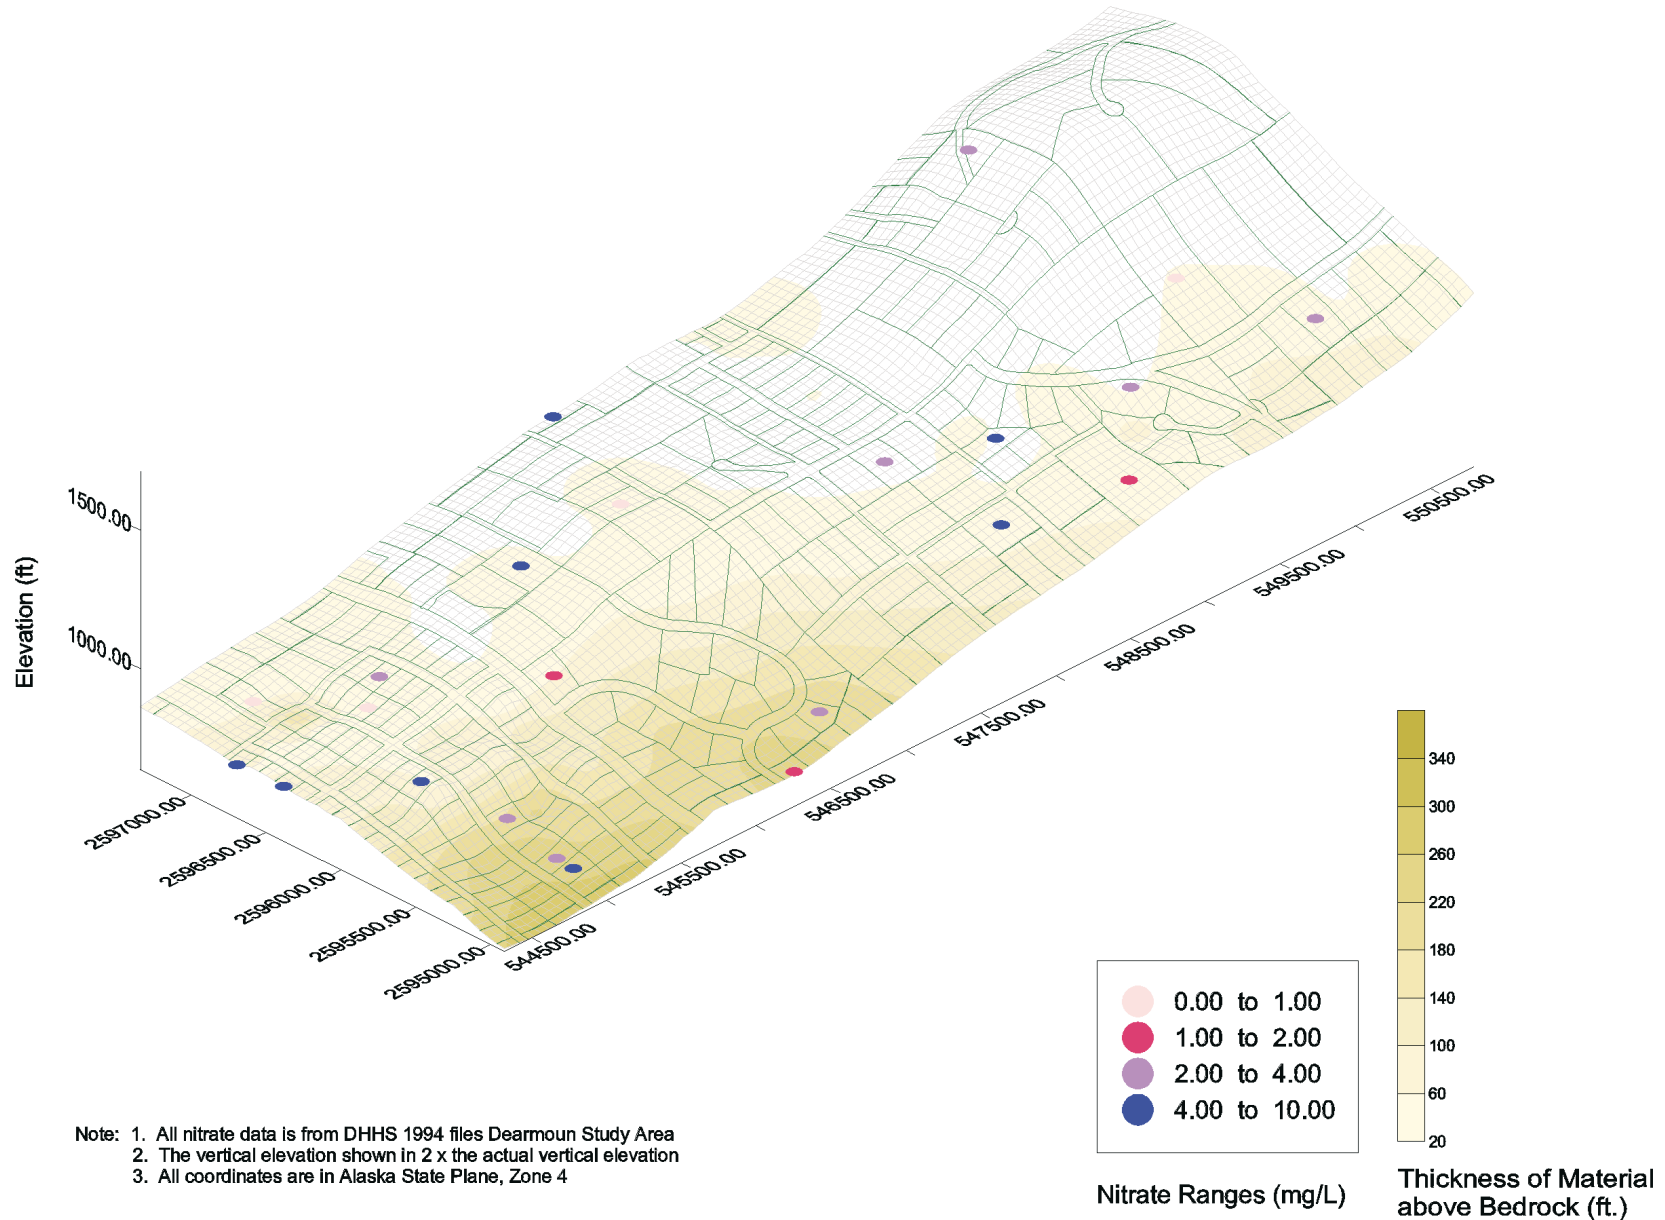 1500.00
1000.00
Elevation (ft)
2597000.00
2596500.00
2596000.00
2595500.00
2595000.00
544500.00
545500.00
546500.00
547500.00
548500.00
549500.00
550500.00
340
300
260
220
180
140
100
60
20
Thickness of Material
above Bedrock (ft.)
0.00 to 1.00
1.00 to 2.00
2.00 to 4.00
4.00 to 10.00
Nitrate Ranges (mg/L)
Note: 1. All nitrate data is from DHHS 1994 files Dearmoun Study Area
2. The vertical elevation shown in 2 x the actual vertical elevation
3. All coordinates are in Alaska State Plane, Zone 4